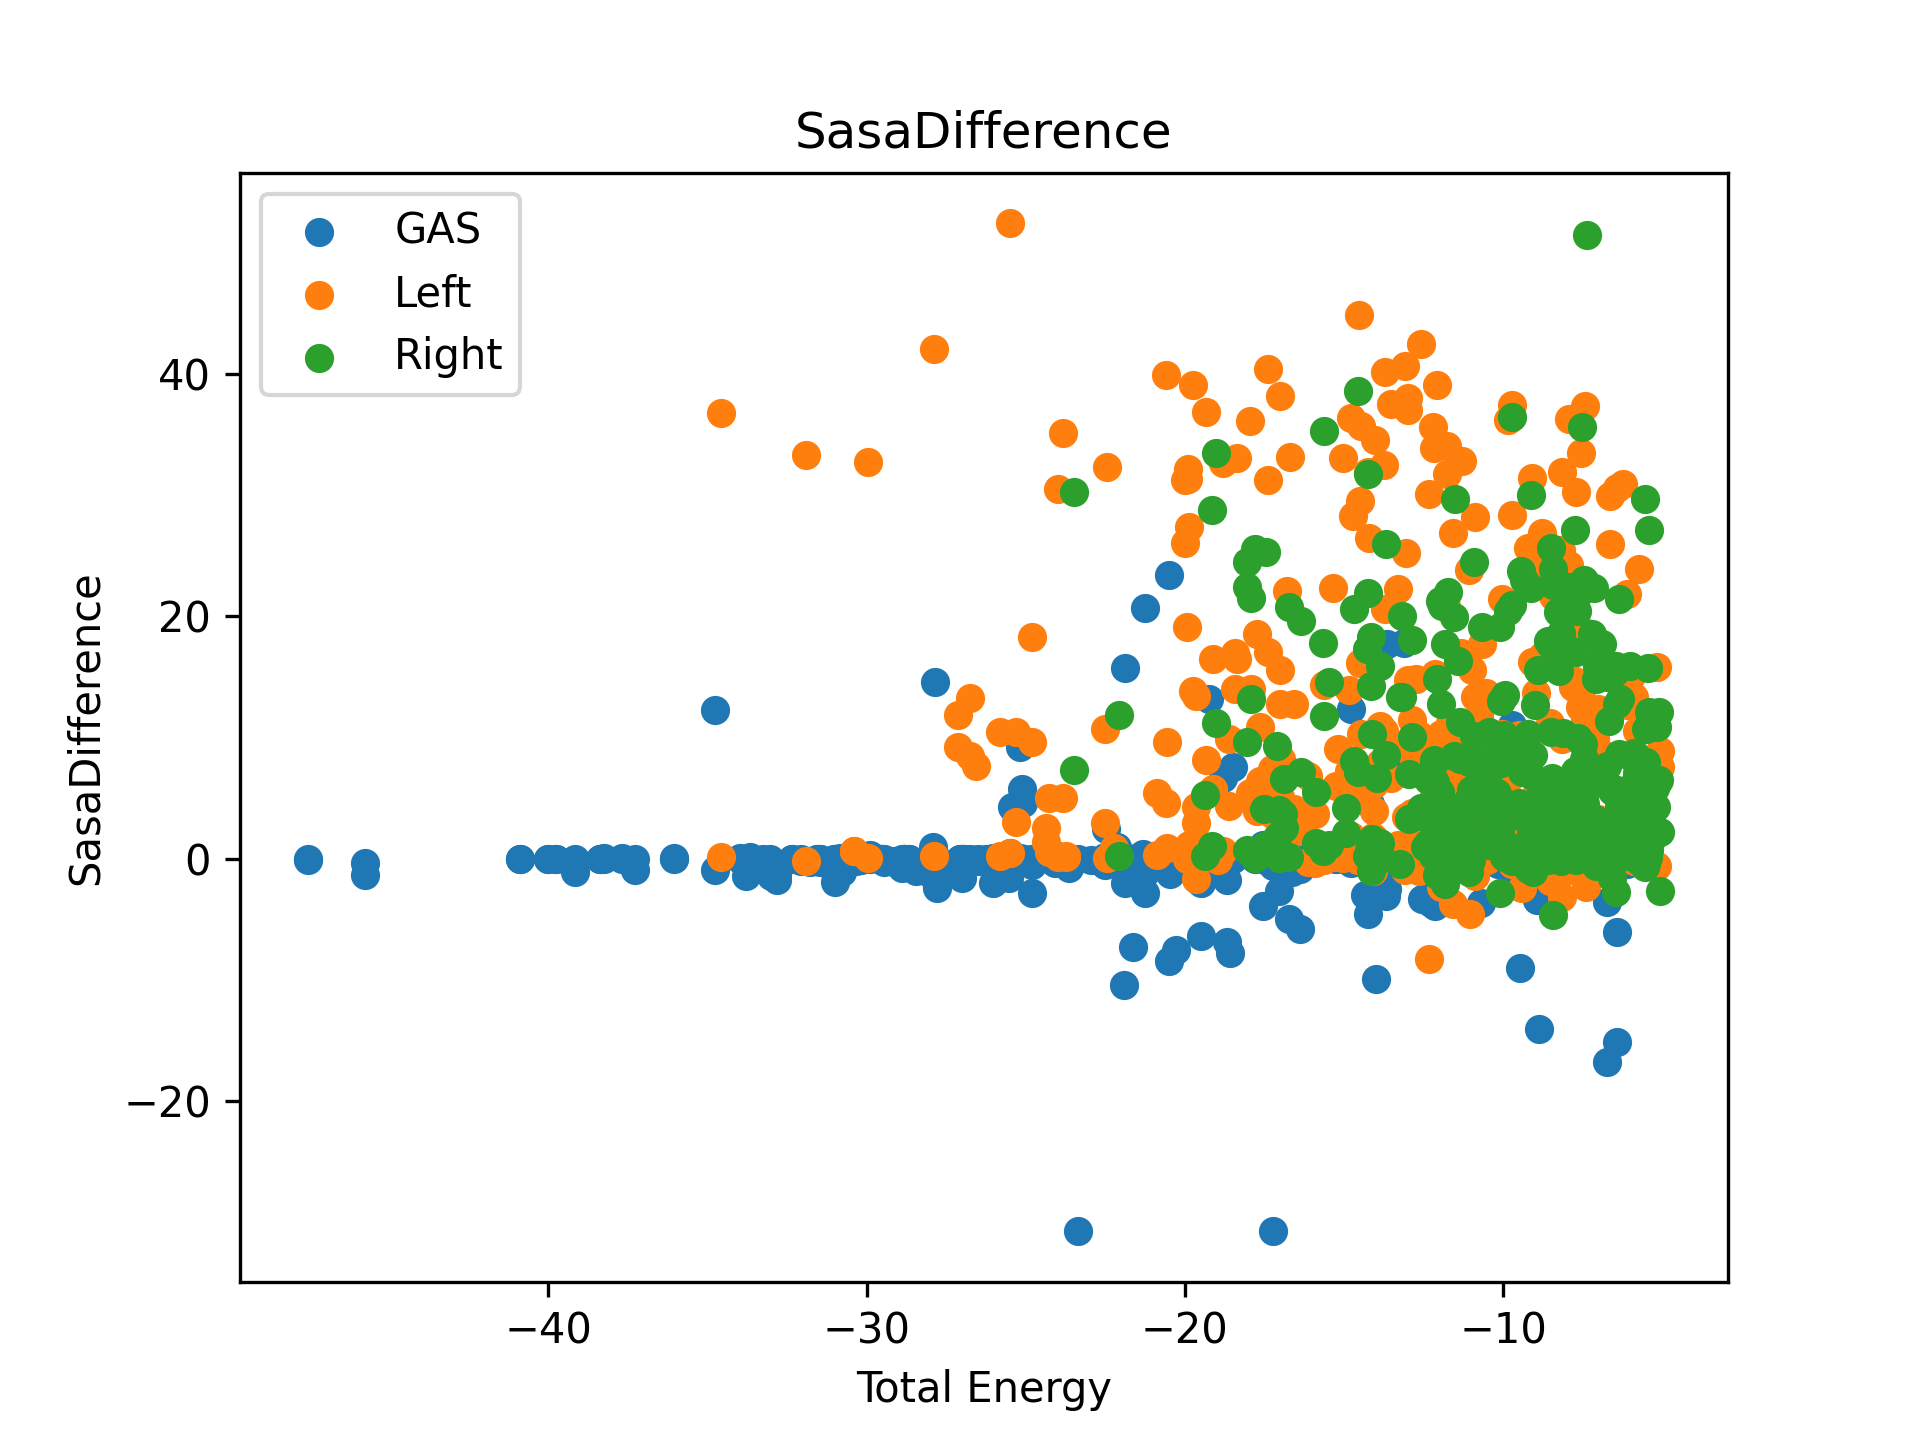 SasaDifference
GAS
Left
Right
SasaDifference
40
20
0
−20
−40
−30
−20
−10
Total Energy